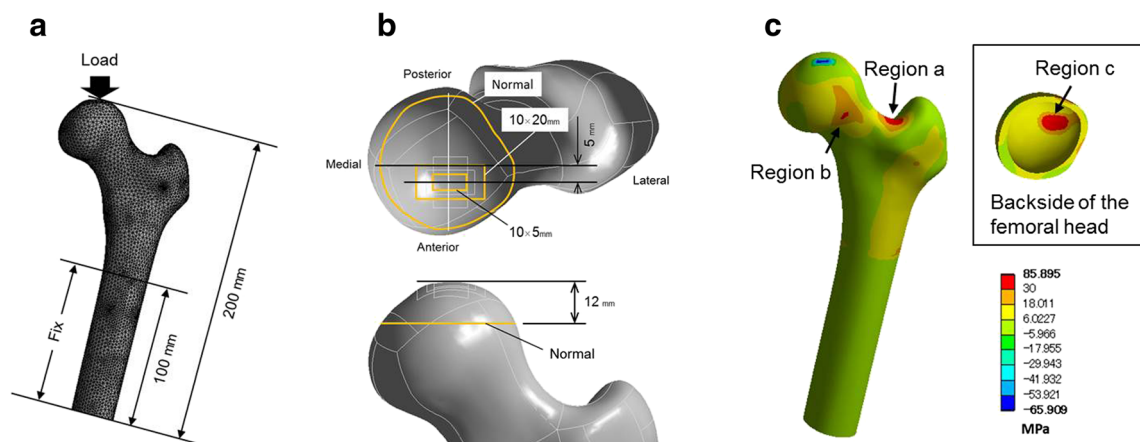 a
Load
Fix
100 mm
200 mm
b
Posterior
Normal
10×20mm
5 mm
Medial
Lateral
10×5mm
Anterior
12 mm
Normal
c
Region a
Region b
Region c
Backside of the
femoral head
85.895
30
18.011
6.0227
−5.966
−17.955
−29.943
−41.932
−53.921
−65.909
MPa